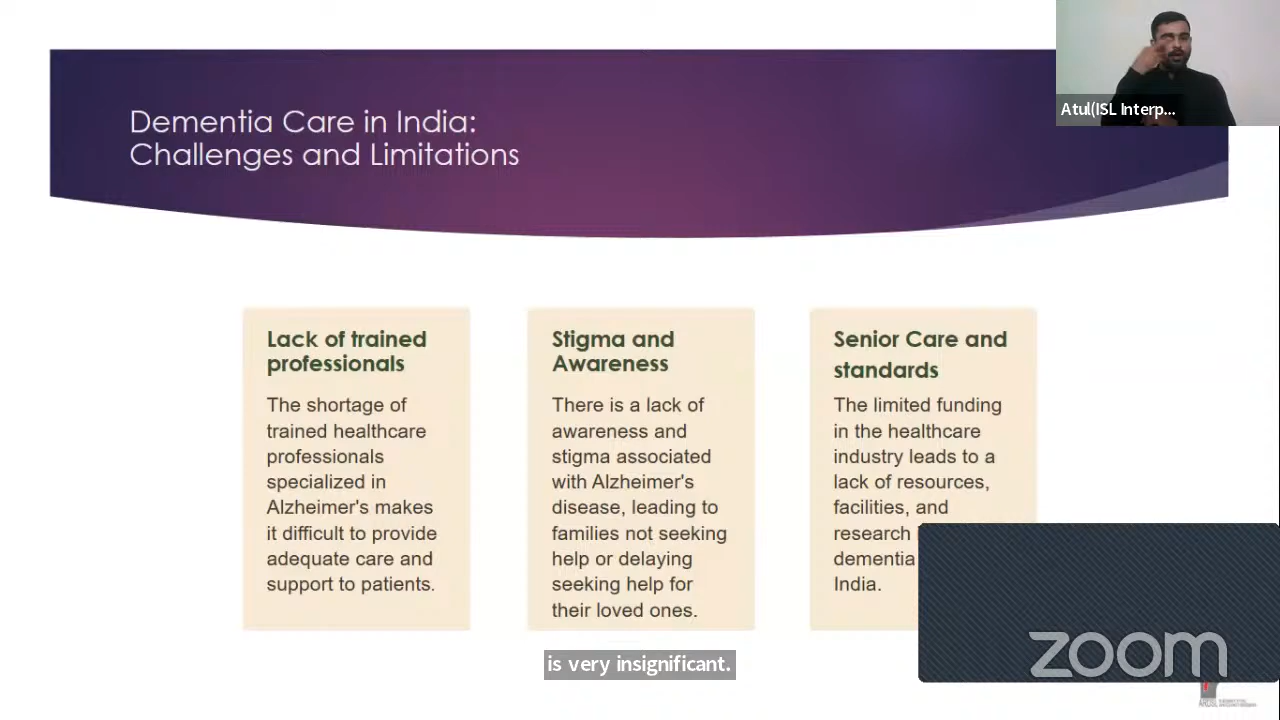 Atul(ISL Interp...
Dementia Care in India:
Challenges and Limitations
Lack of trained
professionals
The shortage of
trained healthcare
professionals
specialized in
Alzheimer's makes
it difficult to provide
adequate care and
support to patients.
Stigma and
Awareness
There is a lack of
awareness and
stigma associated
with Alzheimer's
disease, leading to
families not seeking
help or delaying
seeking help for
their loved ones.
Senior Care and
standards
The limited funding
in the healthcare
industry leads to a
lack of resources,
facilities, and
research
dementia
India.
is very insignificant.
zoom